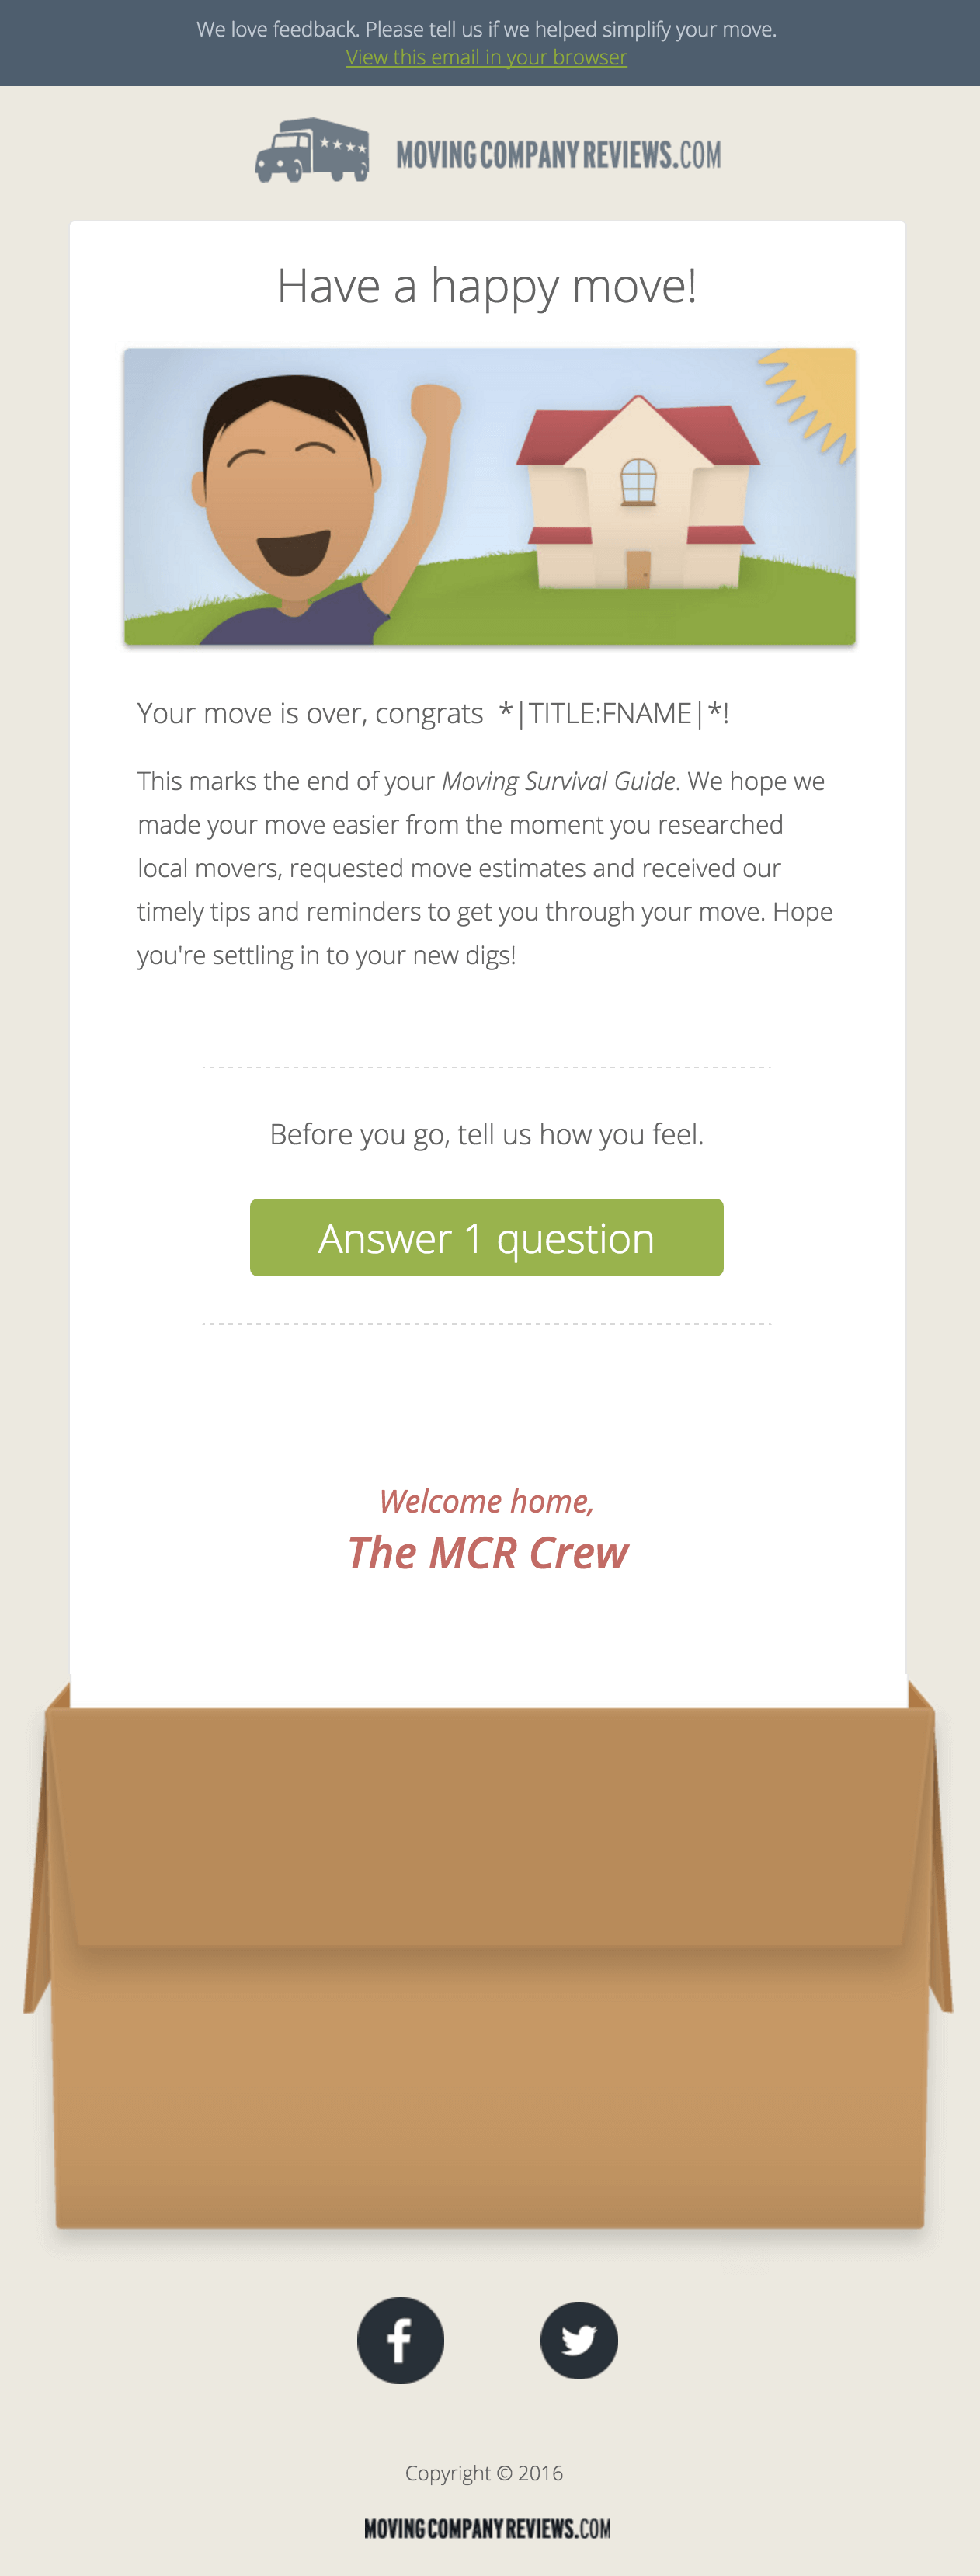 We love feedback. Please tell us if we helped simplify your move.
View this email in your browser
MOVING COMPANY REVIEWS.COM
Have a happy move!
Your move is over, congrats *|TITLE:FNAME|*!
This marks the end of your Moving Survival Guide. We hope we
made your move easier from the moment you researched
local movers, requested move estimates and received our
timely tips and reminders to get you through your move. Hope
you're settling in to your new digs!
Before you go, tell us how you feel.
Answer 1 question
Welcome home,
The MCR Crew
Copyright © 2016
MOVING COMPANY REVIEWS.COM